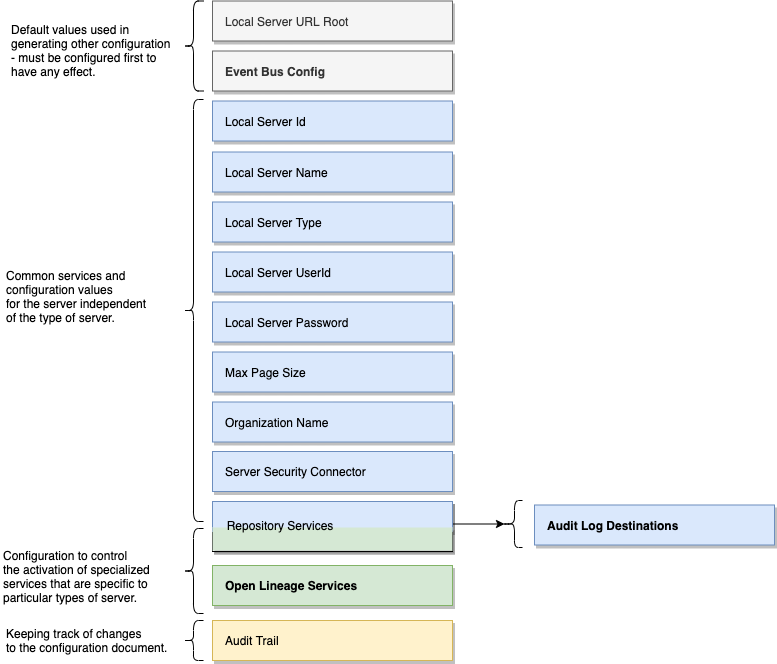 Default values used in
generating other configuration
- must be configured first to
have any effect.
Local Server URL Root
Event Bus Config
Common services and
configuration values
for the server independent
of the type of server.
Local Server Id
Local Server Name
Local Server Type
Local Server UserId
Local Server Password
Max Page Size
Organization Name
Server Security Connector
Repository Services
Audit Log Destinations
Configuration to control
the activation of specialized
services that are specific to
particular types of server.
Open Lineage Services
Keeping track of changes
to the configuration document.
Audit Trail